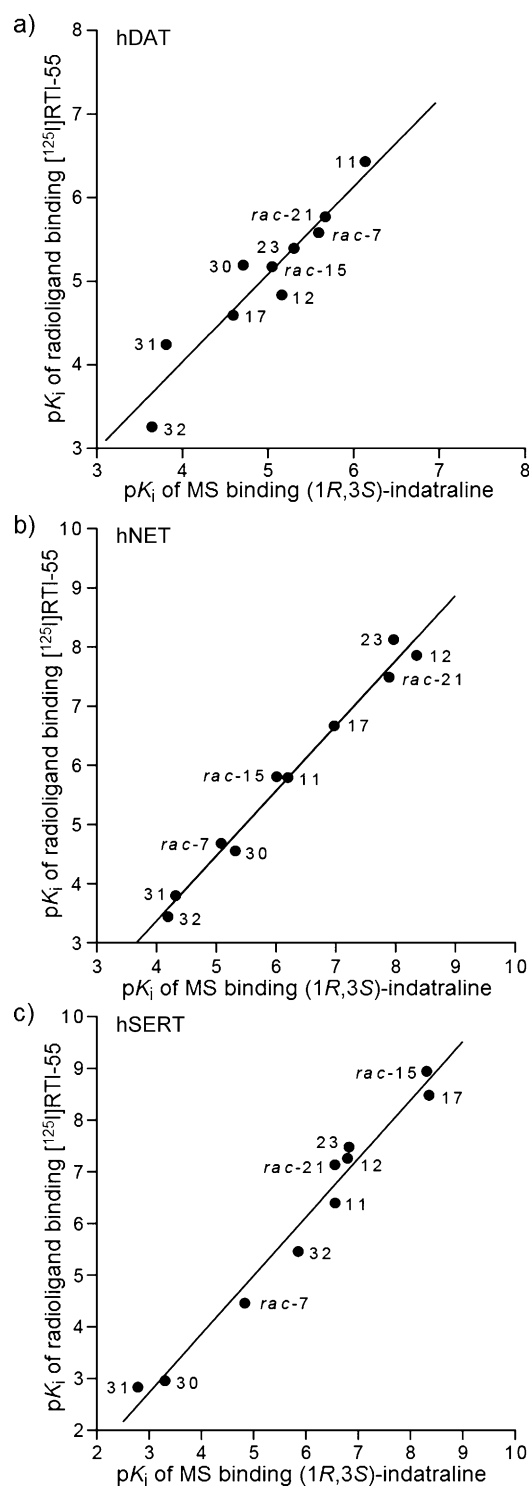 a)
hDAT
pKi of radioligand binding [125I]RTI-55
8
7
6
5
4
3
11
rac-21
rac-7
23
30
rac-15
12
17
31
32
3 4 5 6 7 8
pKi of MS binding (1R,3S)-indatraline
b)
hNET
pKi of radioligand binding [125I]RTI-55
10
9
8
7
6
5
4
3
23
12
rac-21
17
rac-15
11
rac-7
30
31
32
3 4 5 6 7 8 9 10
pKi of MS binding (1R,3S)-indatraline
c)
hSERT
pKi of radioligand binding [125I]RTI-55
10
9
8
7
6
5
4
3
2
rac-15
17
23
rac-21
12
11
32
rac-7
31
30
2 3 4 5 6 7 8 9 10
pKi of MS binding (1R,3S)-indatraline